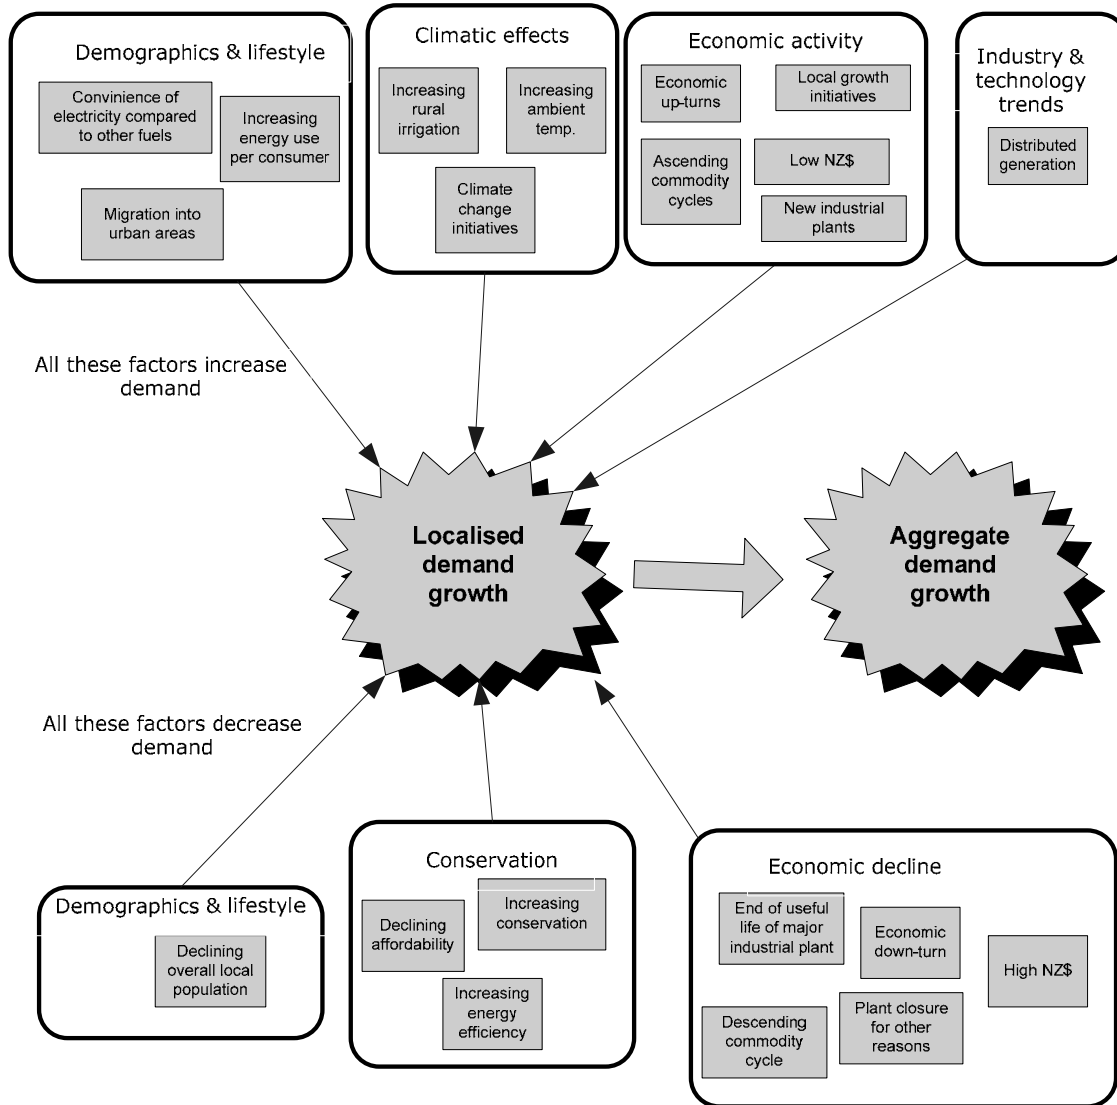 Demographics & lifestyle
Convinience of
electricity compared
to other fuels
Increasing
energy use
per consumer
Migration into
urban areas
Climatic effects
Increasing
rural
irrigation
Increasing
ambient
temp.
Climate
change
initiatives
Economic activity
Economic
up-turns
Local growth
initiatives
Ascending
commodity
cycles
Low NZ$
New industrial
plants
Industry &
technology
trends
Distributed
generation
All these factors increase
demand
Localised
demand
growth
Aggregate
demand
growth
All these factors decrease
demand
Demographics & lifestyle
Declining
overall local
population
Conservation
Declining
affordability
Increasing
conservation
Increasing
energy
efficiency
Economic decline
End of useful
life of major
industrial plant
Economic
down-turn
High NZ$
Descending
commodity
cycle
Plant closure
for other
reasons